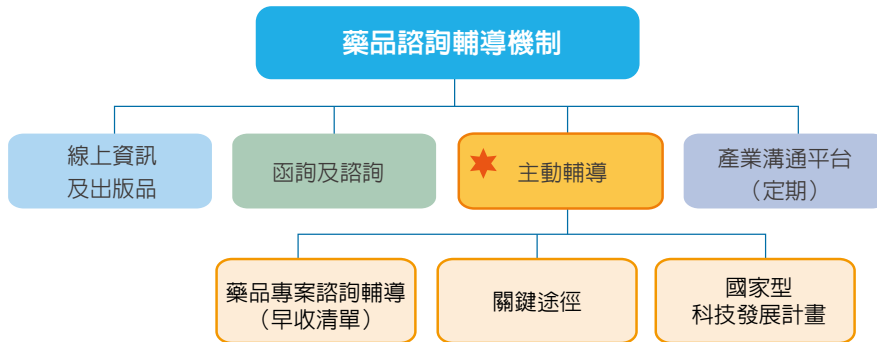 藥品諮詢輔導機制
線上資訊
及出版品
函詢及諮詢
主動輔導
產業溝通平台
（定期）
藥品專案諮詢輔導
（早收清單）
關鍵途徑
國家型
科技發展計畫